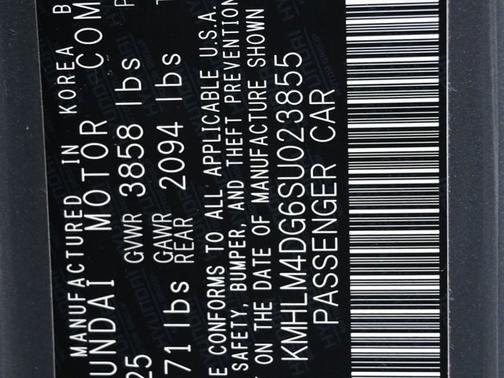 MANUFACTURED IN KOREA B
UNDAI MOTOR COM
25 GVWR 3858 lbs P
71 lbs GAWR REAR 2094 lbs
E CONFORMS TO ALL APPLICABLE U.S.A.
SAFETY, BUMPER, AND THEFT PREVENTION
ON THE DATE OF MANUFACTURE SHOWN
KMHLM4DG6SU023855
PASSENGER CAR